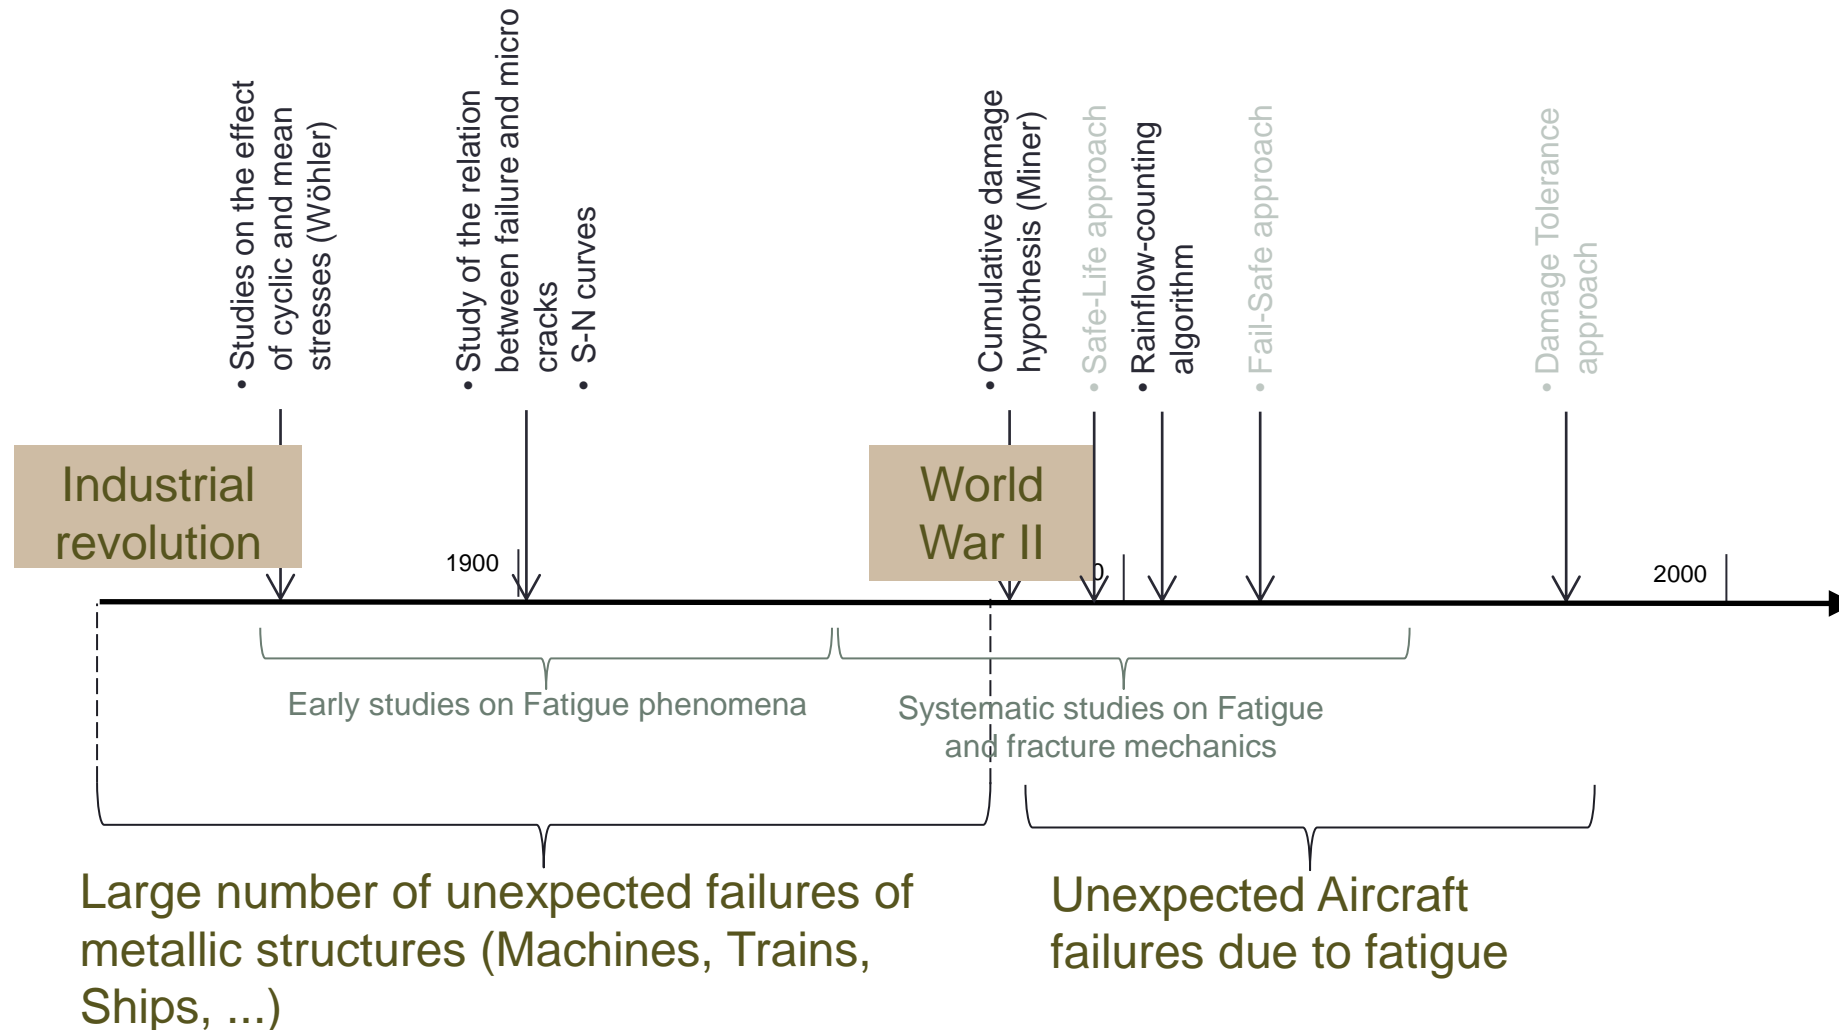 • Studies on the effect
of cyclic and mean
stresses (Wöhler)
• Study of the relation
between failure and micro
cracks
• S-N curves
• Cumulative damage
hypothesis (Miner)
• Safe-Life approach
• Rainflow-counting
algorithm
• Fail-Safe approach
• Damage Tolerance
approach
Industrial
revolution
World
War II
1900
0
2000
Early studies on Fatigue phenomena
Systematic studies on Fatigue
and fracture mechanics
Large number of unexpected failures of
metallic structures (Machines, Trains,
Ships, ...)
Unexpected Aircraft
failures due to fatigue